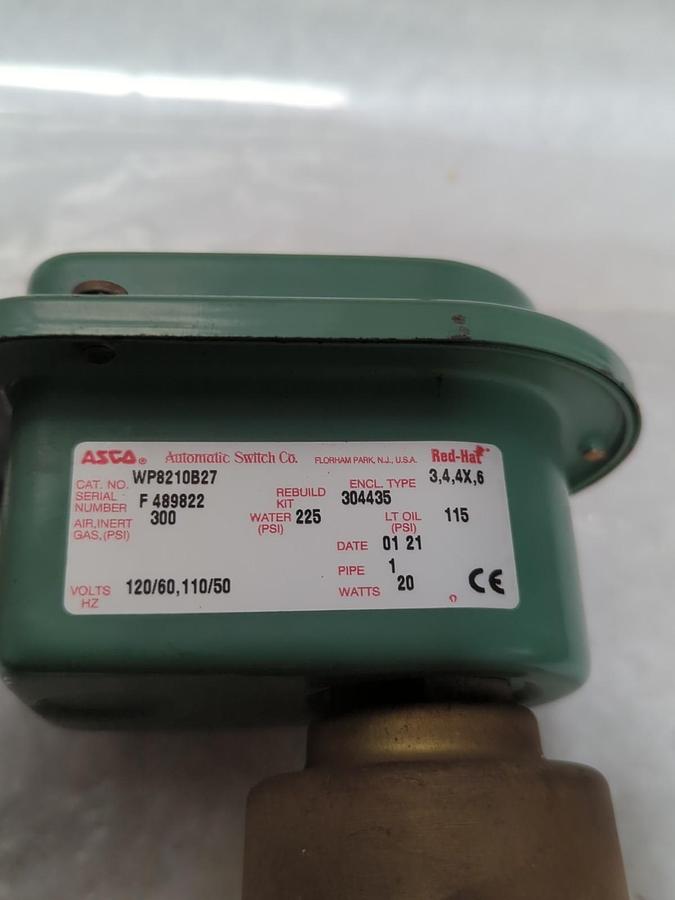 ASCO® Automatic Switch Co. FLORHAM PARK, N.J., U.S.A. Red-Hat
CAT. NO. WP8210B27 ENCL. TYPE 3,4,4X,6
SERIAL NUMBER F 489822 REBUILD KIT 304435
AIR,INERT GAS,(PSI) 300 WATER (PSI) 225 LT OIL (PSI) 115
DATE 01 21
PIPE 1
VOLTS HZ 120/60,110/50 WATTS 20 CE